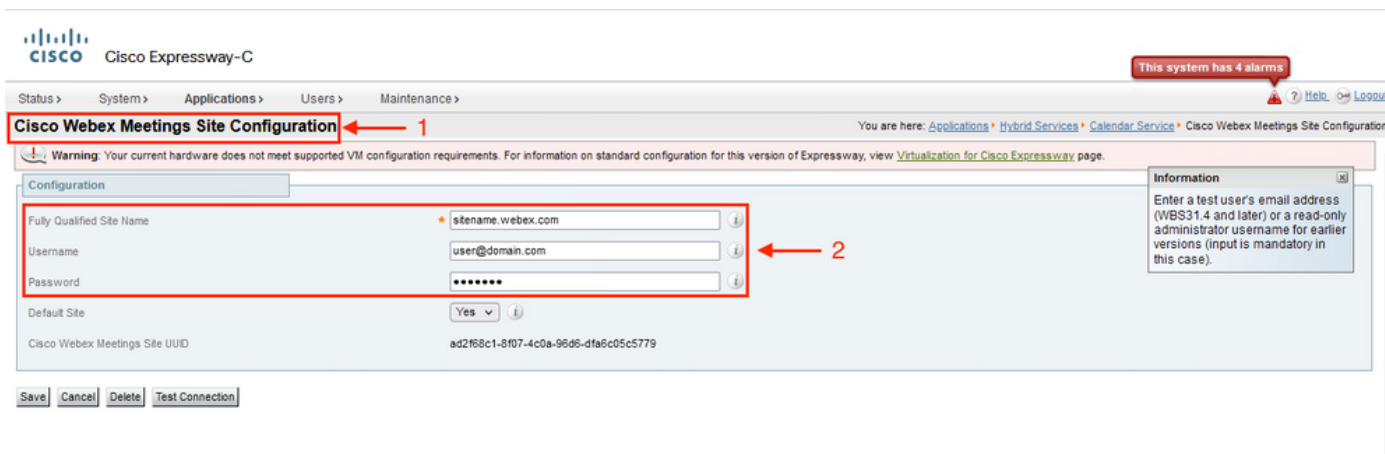 CISCO Cisco Expressway-C
This system has 4 alarms
Status > System > Applications > Users > Maintenance > ? Help Logou
Cisco Webex Meetings Site Configuration 1 You are here: Applications Hybrid Services Calendar Service Cisco Webex Meetings Site Configuration
Warning: Your current hardware does not meet supported VM configuration requirements. For information on standard configuration for this version of Expressway, view Virtualization for Cisco Expressway page.
Configuration
Fully Qualified Site Name * sitename.webex.com i
Username user@domain.com i 2
Password ••••••• i
Default Site Yes i
Cisco Webex Meetings Site UUID ad2f68c1-8f07-4c0a-96d6-dfa6c05c5779
Information x
Enter a test user's email address
(WBS31.4 and later) or a read-only
administrator username for earlier
versions (input is mandatory in
this case).
Save Cancel Delete Test Connection